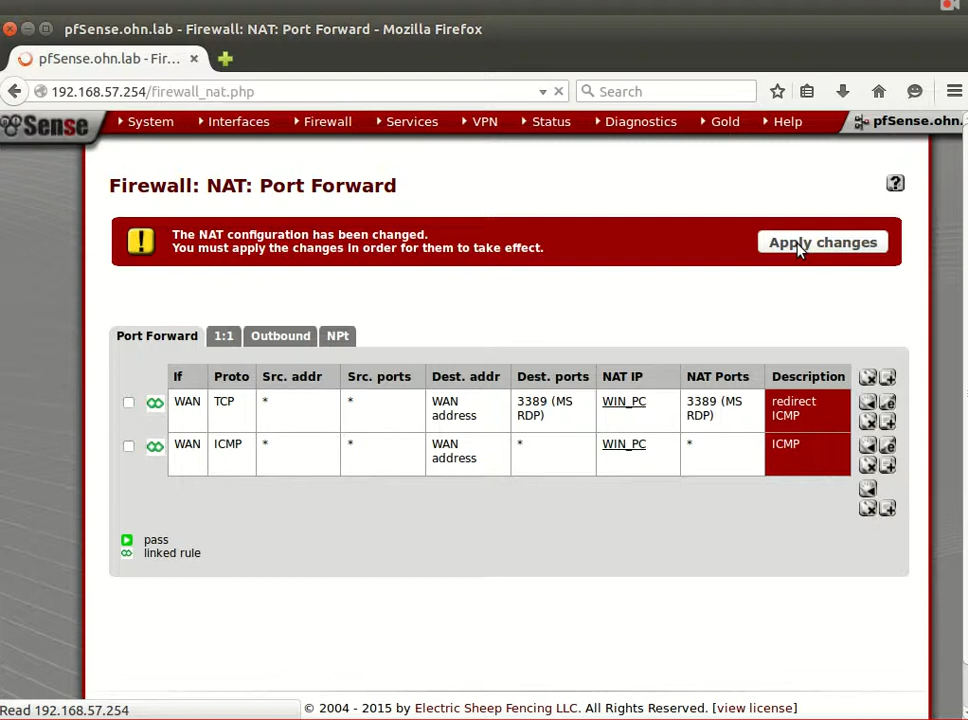 pfSense.ohn.lab - Firewall: NAT: Port Forward - Mozilla Firefox
pfSense.ohn.lab - Fir...
192.168.57.254/firewall_nat.php
Search
Sense
System Interfaces Firewall Services VPN Status Diagnostics Gold Help pfSense.ohn.
Firewall: NAT: Port Forward
?
!
The NAT configuration has been changed.
You must apply the changes in order for them to take effect.
Apply changes
Port Forward 1:1 Outbound NPt
If Proto Src. addr Src. ports Dest. addr Dest. ports NAT IP NAT Ports Description
WAN TCP * * WAN address 3389 (MS RDP) WIN_PC 3389 (MS RDP) redirect ICMP
WAN ICMP * * WAN address * WIN_PC * ICMP
pass
linked rule
Read 192.168.57.254
© 2004 - 2015 by Electric Sheep Fencing LLC. All Rights Reserved. [view license]